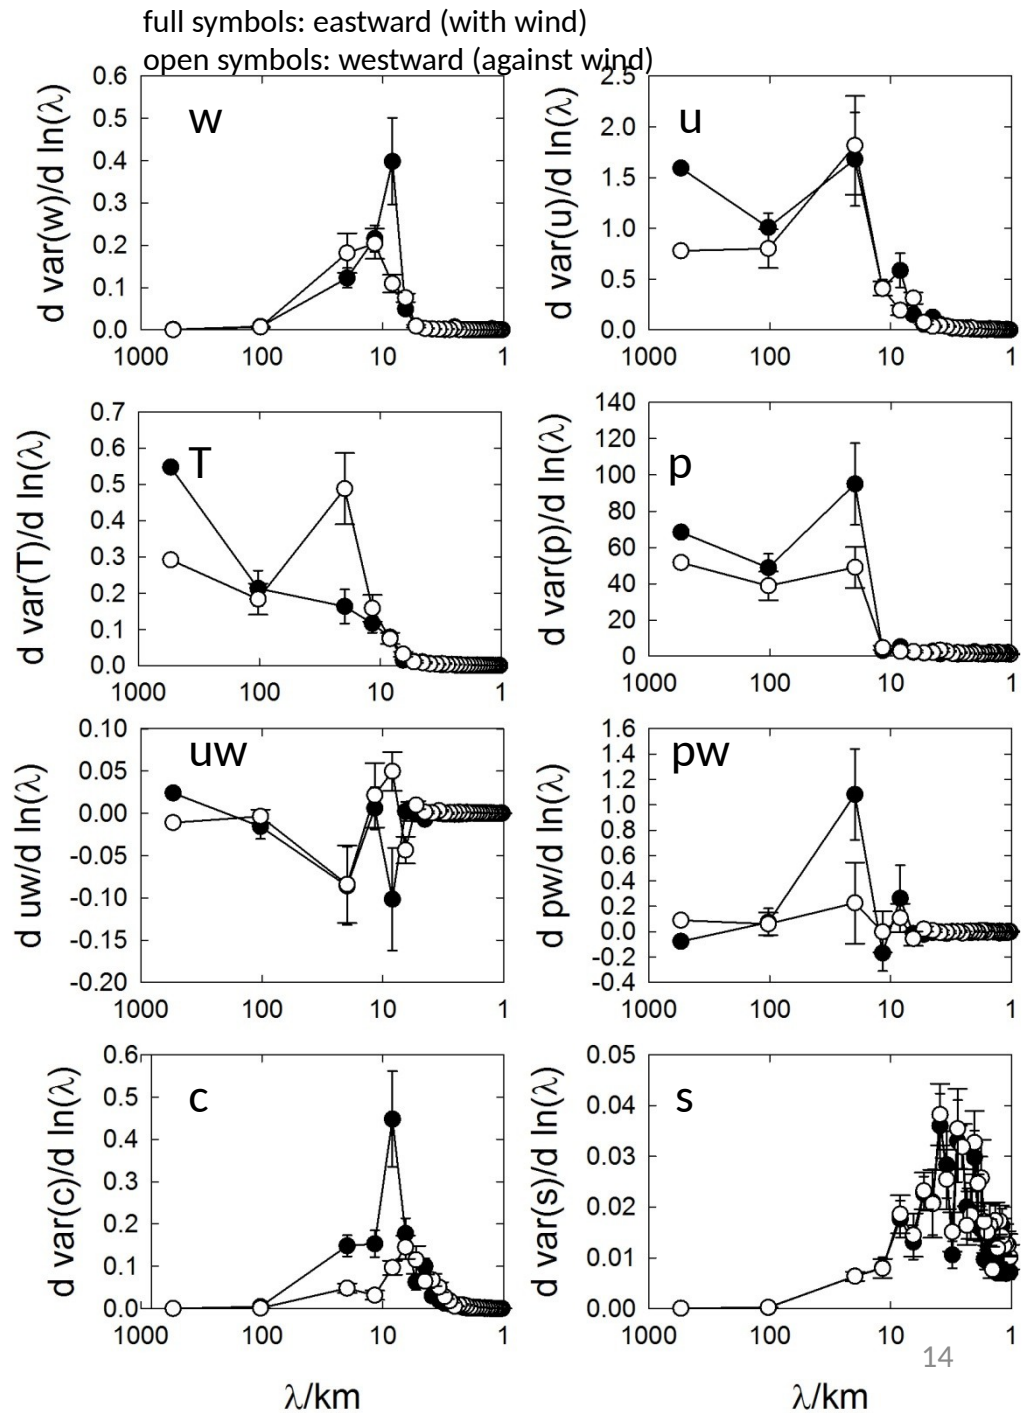 full symbols: eastward (with wind)
open symbols: westward (against wind)
w
d var(w)/d ln(λ)
0.6
0.5
0.4
0.3
0.2
0.1
0.0
1000 100 10 1
u
d var(u)/d ln(λ)
2.5
2.0
1.5
1.0
0.5
0.0
1000 100 10 1
T
d var(T)/d ln(λ)
0.7
0.6
0.5
0.4
0.3
0.2
0.1
0.0
1000 100 10 1
p
d var(p)/d ln(λ)
140
120
100
80
60
40
20
0
1000 100 10 1
uw
d uw/d ln(λ)
0.10
0.05
0.00
-0.05
-0.10
-0.15
-0.20
1000 100 10 1
pw
d pw/d ln(λ)
1.6
1.4
1.2
1.0
0.8
0.6
0.4
0.2
0.0
-0.2
-0.4
1000 100 10 1
c
d var(c)/d ln(λ)
0.6
0.5
0.4
0.3
0.2
0.1
0.0
1000 100 10 1
λ/km
s
d var(s)/d ln(λ)
0.05
0.04
0.03
0.02
0.01
0.00
1000 100 10 1
14
λ/km